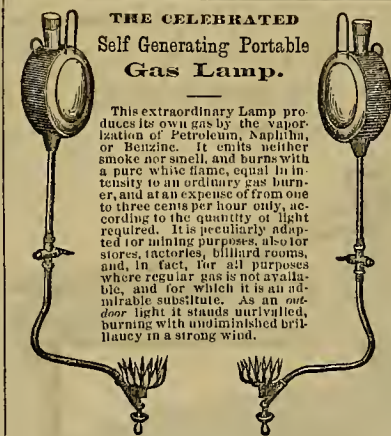 THE CELEBRATED
Self Generating Portable
Gas Lamp.
This extraordinary Lamp pro-
duces its own gas by the vapor-
ization of Petroleum, Naphtha,
or Benzine. It emits neither
smoke nor smell, and burns with
a pure white flame, equal in in-
tensity to an ordinary gas burn-
er, and at an expense of from one
to three cents per hour only, ac-
cording to the quantity of light
required. It is peculiarly adap-
ted for mining purposes, also for
stores, factories, billiard rooms,
and, in fact, for all purposes
where regular gas is not availa-
ble, and for which it is an ad-
mirable substitute. As an out-
door light it stands unrivalled,
burning with undiminished bril-
liancy in a strong wind.